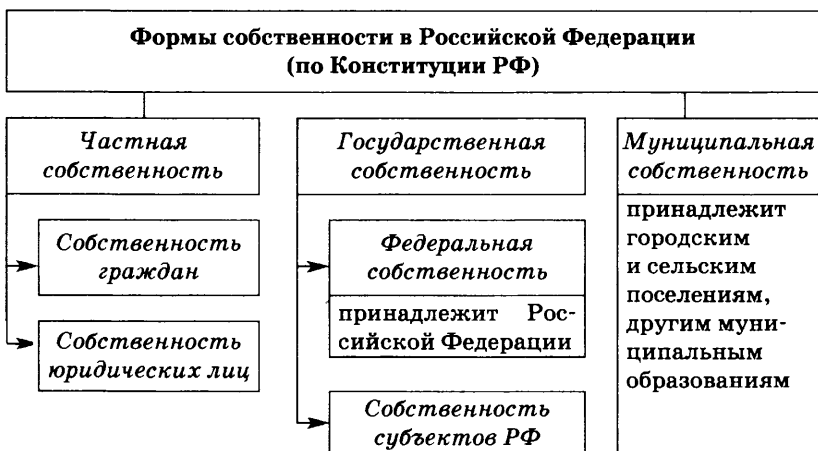 Формы собственности в Российской Федерации
(по Конституции РФ)
Частная
собственность
Собственность
граждан
Собственность
юридических лиц
Государственная
собственность
Федеральная
собственность
принадлежит Рос-
сийской Федерации
Собственность
субъектов РФ
Муниципальная
собственность
принадлежит
городским
и сельским
поселениям,
другим муни-
ципальным
образованиям